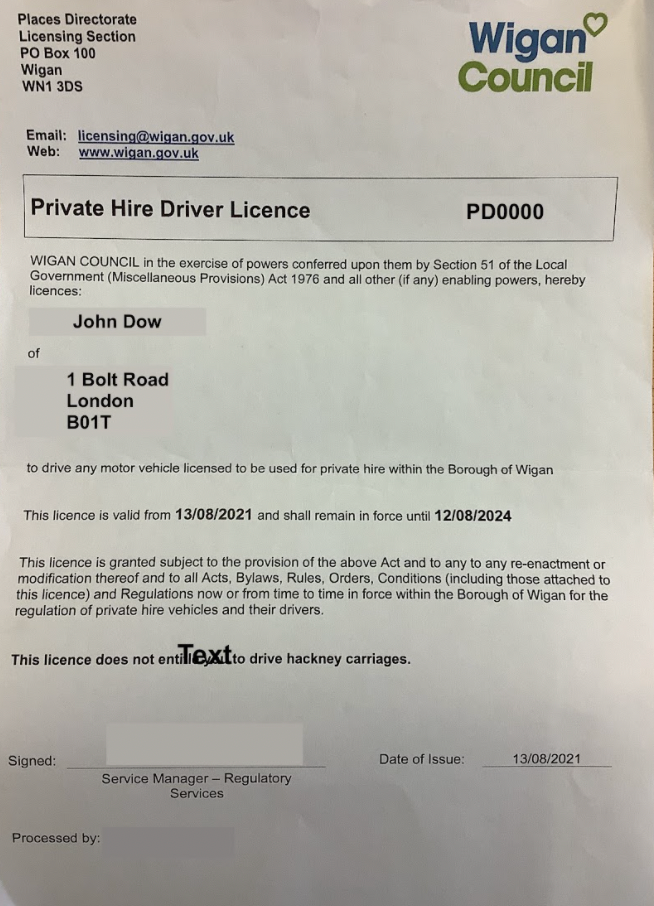 Places Directorate
Licensing Section
PO Box 100
Wigan
WN1 3DS
Wigan
Council
Email: licensing@wigan.gov.uk
Web: www.wigan.gov.uk
Private Hire Driver Licence PD0000
WIGAN COUNCIL in the exercise of powers conferred upon them by Section 51 of the Local
Government (Miscellaneous Provisions) Act 1976 and all other (if any) enabling powers, hereby
licences:
John Dow
of
1 Bolt Road
London
B01T
to drive any motor vehicle licensed to be used for private hire within the Borough of Wigan
This licence is valid from 13/08/2021 and shall remain in force until 12/08/2024
This licence is granted subject to the provision of the above Act and to any to any re-enactment or
modification thereof and to all Acts, Bylaws, Rules, Orders, Conditions (including those attached to
this licence) and Regulations now or from time to time in force within the Borough of Wigan for the
regulation of private hire vehicles and their drivers.
This licence does not Text to drive hackney carriages.
Signed: Date of Issue: 13/08/2021
Service Manager – Regulatory
Services
Processed by: